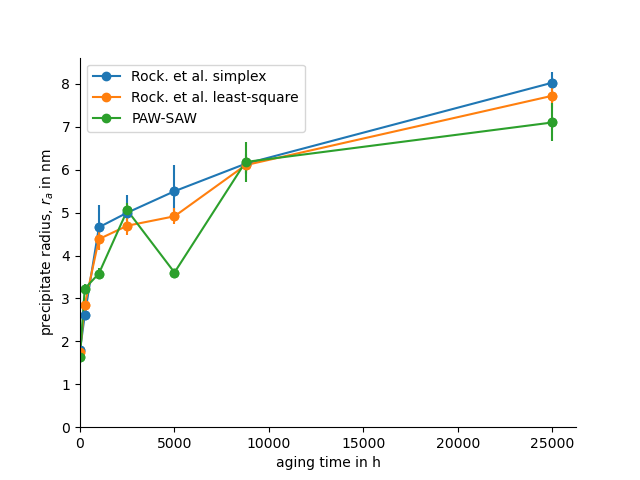 Rock. et al. simplex
Rock. et al. least-square
PAW-SAW
8
7
6
5
4
3
2
1
0
precipitate radius, rₐ in nm
0 5000 10000 15000 20000 25000
aging time in h